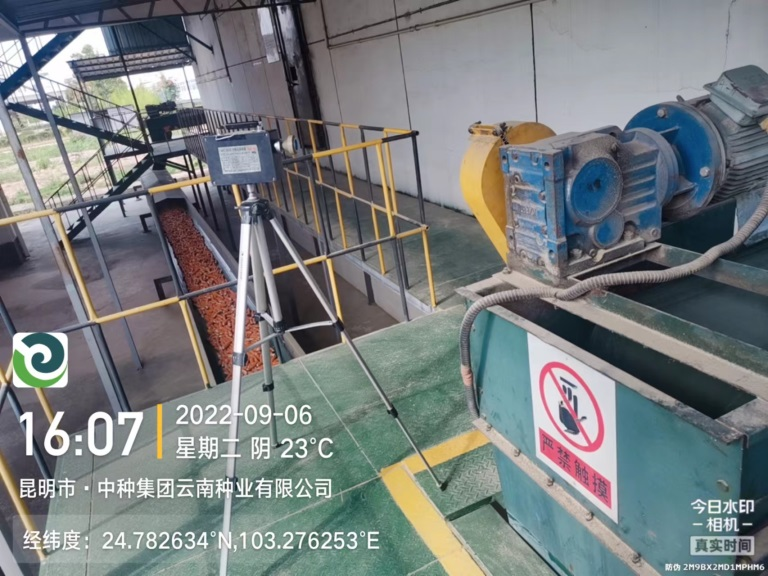 严禁触摸
16:07
2022-09-06
星期二 阴 23°C
昆明市·中种集团云南种业有限公司
经纬度：24.782634°N,103.276253°E
今日水印
-相机-
真实时间
防伪 2M9BX2MD1MPHM6